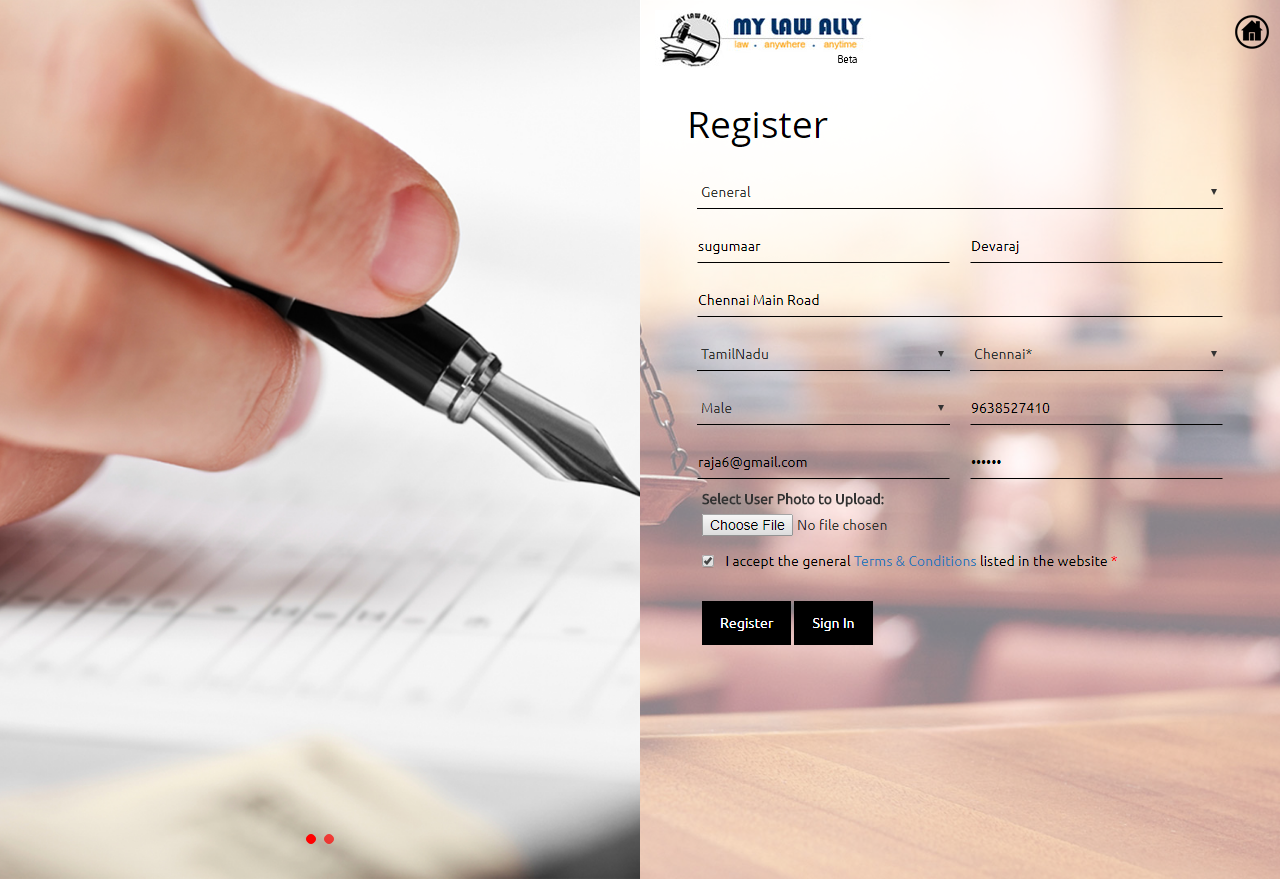 MY LAW ALLY
MY LAW ALLY
law • anywhere • anytime
Beta
Register
General ▼
sugumaar Devaraj
Chennai Main Road
TamilNadu ▼ Chennai* ▼
Male ▼ 9638527410
raja6@gmail.com ••••••
Select User Photo to Upload:
Choose File No file chosen
I accept the general Terms & Conditions listed in the website *
Register Sign In